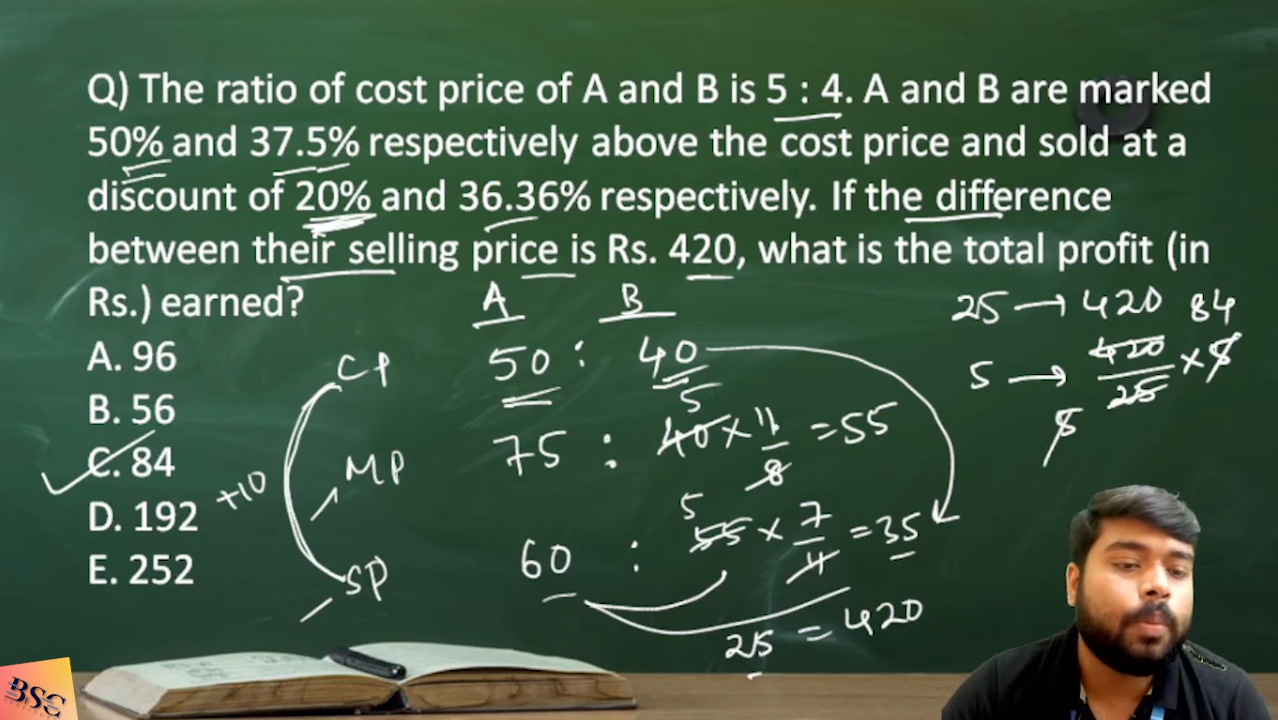 Q) The ratio of cost price of A and B is 5 : 4. A and B are marked
50% and 37.5% respectively above the cost price and sold at a
discount of 20% and 36.36% respectively. If the difference
between their selling price is Rs. 420, what is the total profit (in
Rs.) earned?
A. 96
B. 56
C. 84
D. 192
E. 252
A B
CP 50 : 40
MP 75 : 40 × 11/8 = 55
5
+10
SP 60 : 55 × 7/11 = 35
5
25 = 420
25 → 420 84
5 → 420/25 × 5
5
BSC